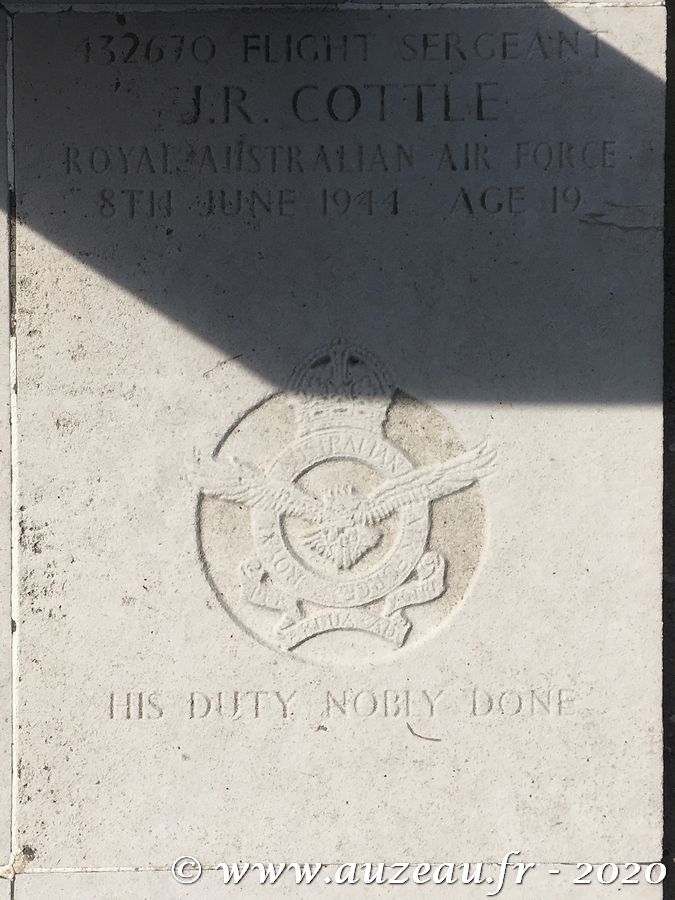 432670 FLIGHT SERGEANT
J.R. COTTLE
ROYAL AUSTRALIAN AIR FORCE
8TH JUNE 1944 AGE 19
AUSTRALIAN
HIS DUTY NOBLY DONE
© www.auzeau.fr - 2020